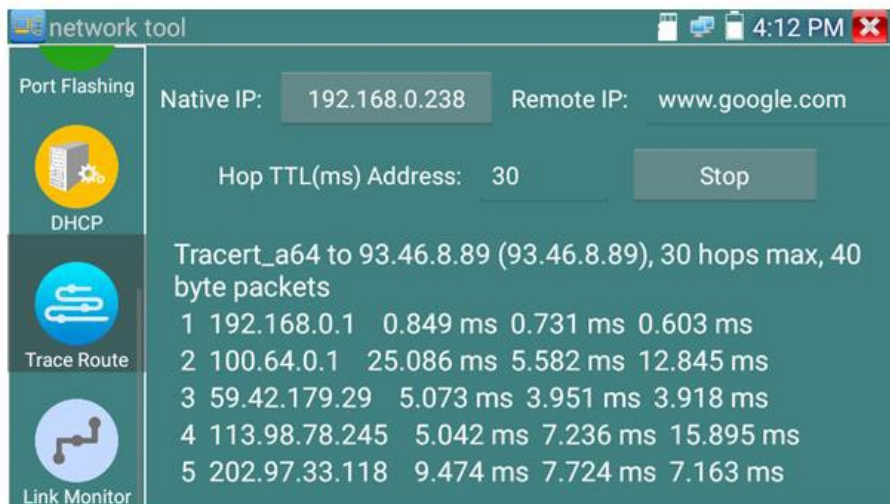 network tool
4:12 PM
Port Flashing
DHCP
Trace Route
Link Monitor
Native IP: 192.168.0.238 Remote IP: www.google.com
Hop TTL(ms) Address: 30 Stop
Tracert_a64 to 93.46.8.89 (93.46.8.89), 30 hops max, 40
byte packets
1 192.168.0.1 0.849 ms 0.731 ms 0.603 ms
2 100.64.0.1 25.086 ms 5.582 ms 12.845 ms
3 59.42.179.29 5.073 ms 3.951 ms 3.918 ms
4 113.98.78.245 5.042 ms 7.236 ms 15.895 ms
5 202.97.33.118 9.474 ms 7.724 ms 7.163 ms